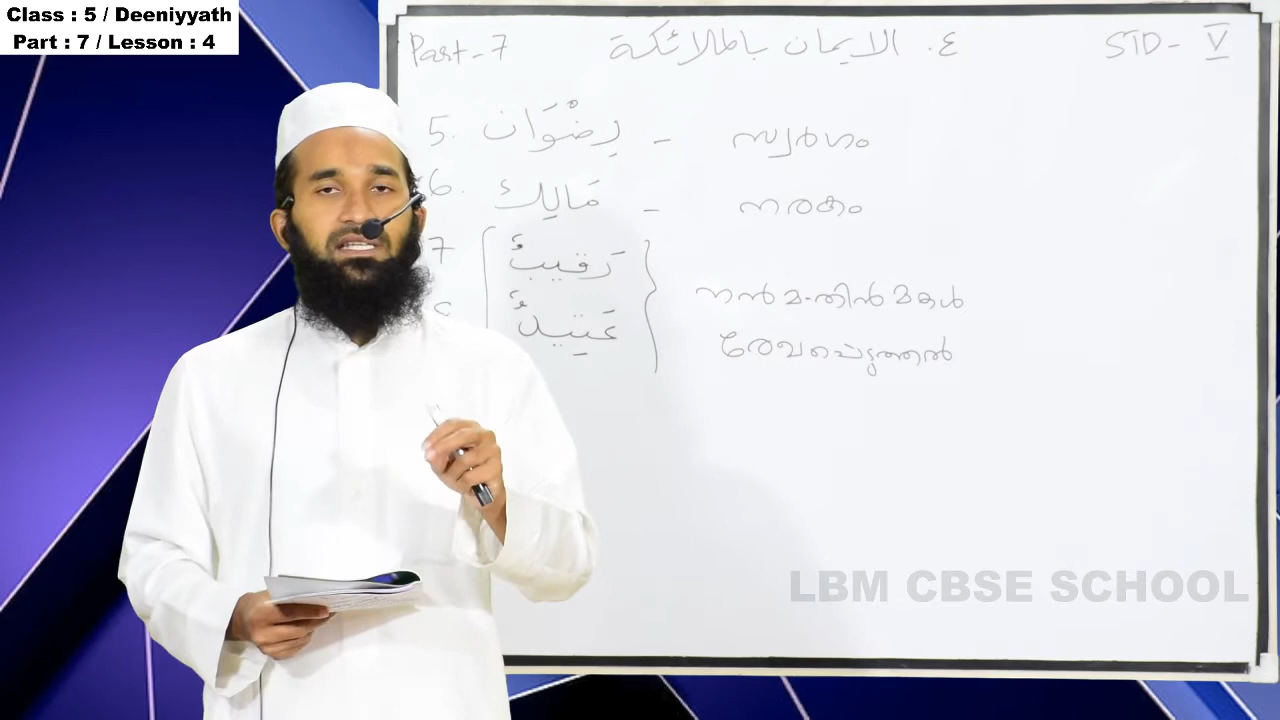 Class : 5 / Deeniyyath
Part : 7 / Lesson : 4
Part - 7 ٤. الايمان بالملائكة STD - V
5. رِضْوَان - സ്വർഗം
6. مَالِك - നരകം
7 رَقِيبٌ
عَتِيدٌ
നൻമ-തിൻമകൾ
രേഖപ്പെടുത്തൽ
LBM CBSE SCHOOL